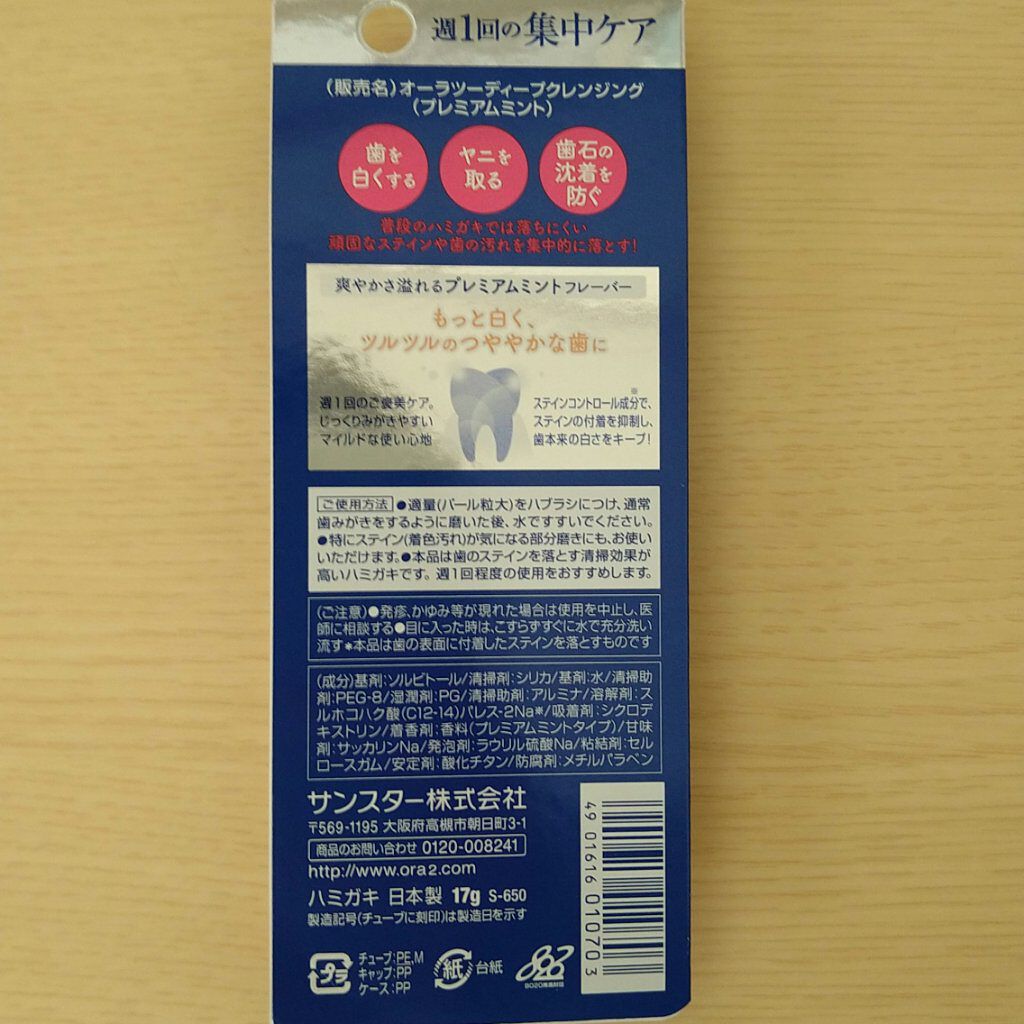 週1回の集中ケア
(販売名)オーラツーディープクレンジング
(プレミアムミント)
歯を
白くする
ヤニを
取る
歯石の
沈着を
防ぐ
普段のハミガキでは落ちにくい
頑固なステインや歯の汚れを集中的に落とす!
爽やかさ溢れるプレミアムミントフレーバー
もっと白く、
ツルツルのつややかな歯に
週1回のご褒美ケア。
じっくりみがきやすい
マイルドな使い心地
※
ステインコントロール成分で、
ステインの付着を抑制し、
歯本来の白さをキープ!
ご使用方法 ●適量(パール粒大)をハブラシにつけ、通常
歯みがきをするように磨いた後、水ですすいでください。
●特にステイン(着色汚れ)が気になる部分磨きにも、お使い
いただけます。●本品は歯のステインを落とす清掃効果が
高いハミガキです。週1回程度の使用をおすすめします。
(ご注意)●発疹、かゆみ等が現れた場合は使用を中止し、医
師に相談する●目に入った時は、こすらずすぐに水で充分洗い
流す*本品は歯の表面に付着したステインを落とすものです
(成分)基剤:ソルビトール/清掃剤:シリカ/基剤:水/清掃助
剤:PEG-8/湿潤剤:PG/清掃助剤:アルミナ/溶解剤:ス
ルホコハク酸(C12-14)パレス-2Na※/吸着剤:シクロデ
キストリン/着香剤:香料(プレミアムミントタイプ)/甘味
剤:サッカリンNa/発泡剤:ラウリル硫酸Na/粘結剤:セル
ロースガム/安定剤:酸化チタン/防腐剤:メチルパラベン
サンスター株式会社
〒569-1195 大阪府高槻市朝日町3-1
商品のお問い合わせ 0120-008241
http://www.ora2.com
ハミガキ 日本製 17g S-650
製造記号(チューブに刻印)は製造日を示す
49 01616 010703
プラ
チューブ:PE,M
キャップ:PP
ケース:PP
紙 台紙
8020